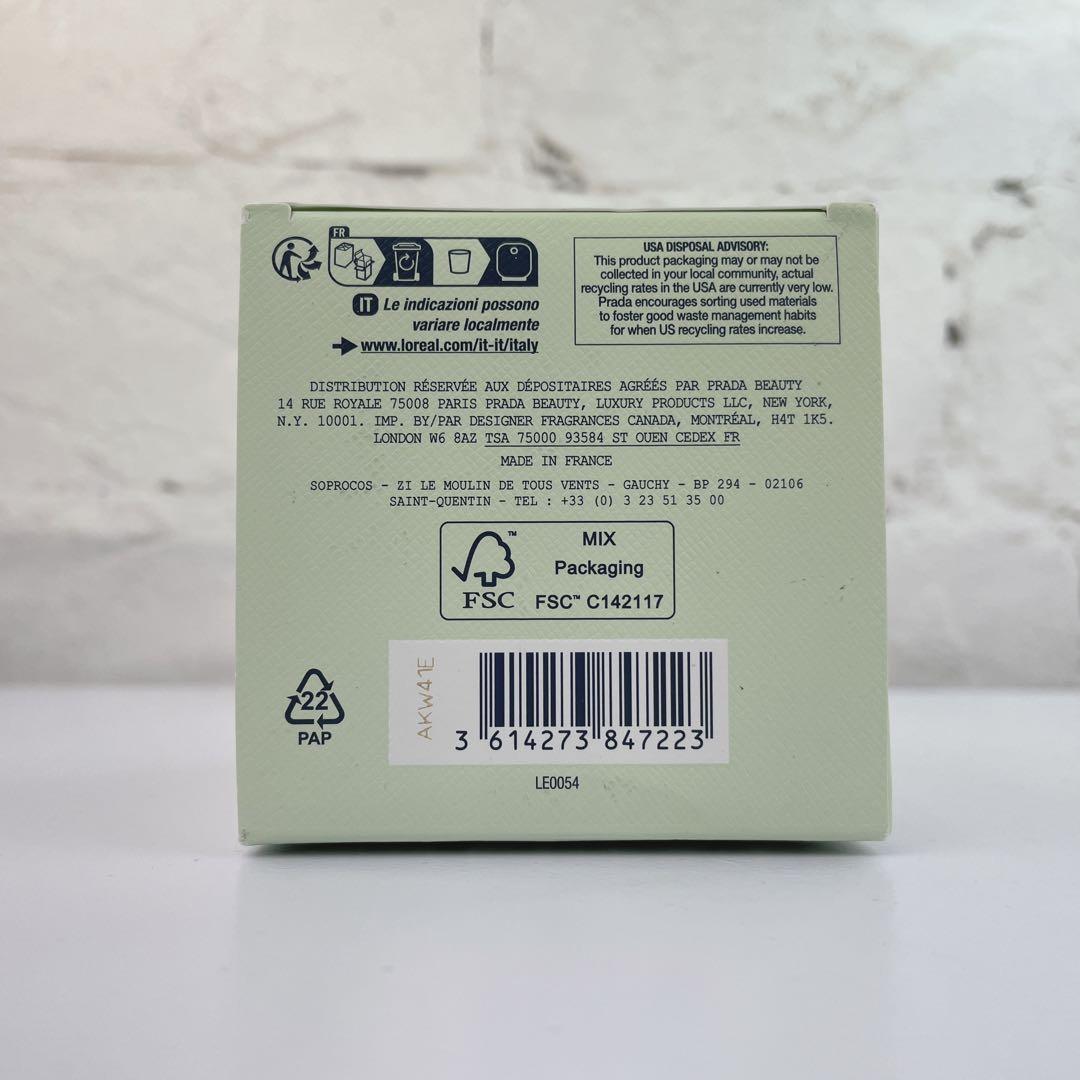 FR
IT Le indicazioni possono
variare localmente
www.loreal.com/it-it/italy
USA DISPOSAL ADVISORY:
This product packaging may or may not be
collected in your local community, actual
recycling rates in the USA are currently very low.
Prada encourages sorting used materials
to foster good waste management habits
for when US recycling rates increase.
DISTRIBUTION RÉSERVÉE AUX DÉPOSITAIRES AGRÉÉS PAR PRADA BEAUTY
14 RUE ROYALE 75008 PARIS PRADA BEAUTY, LUXURY PRODUCTS LLC, NEW YORK,
N.Y. 10001. IMP. BY/PAR DESIGNER FRAGRANCES CANADA, MONTRÉAL, H4T 1K5.
LONDON W6 8AZ TSA 75000 93584 ST OUEN CEDEX FR
MADE IN FRANCE
SOPROCOS - ZI LE MOULIN DE TOUS VENTS - GAUCHY - BP 294 - 02106
SAINT-QUENTIN - TEL : +33 (0) 3 23 51 35 00
FSC™
MIX
Packaging
FSC™ C142117
22
PAP
AKW41E
3 614273 847223
LE0054